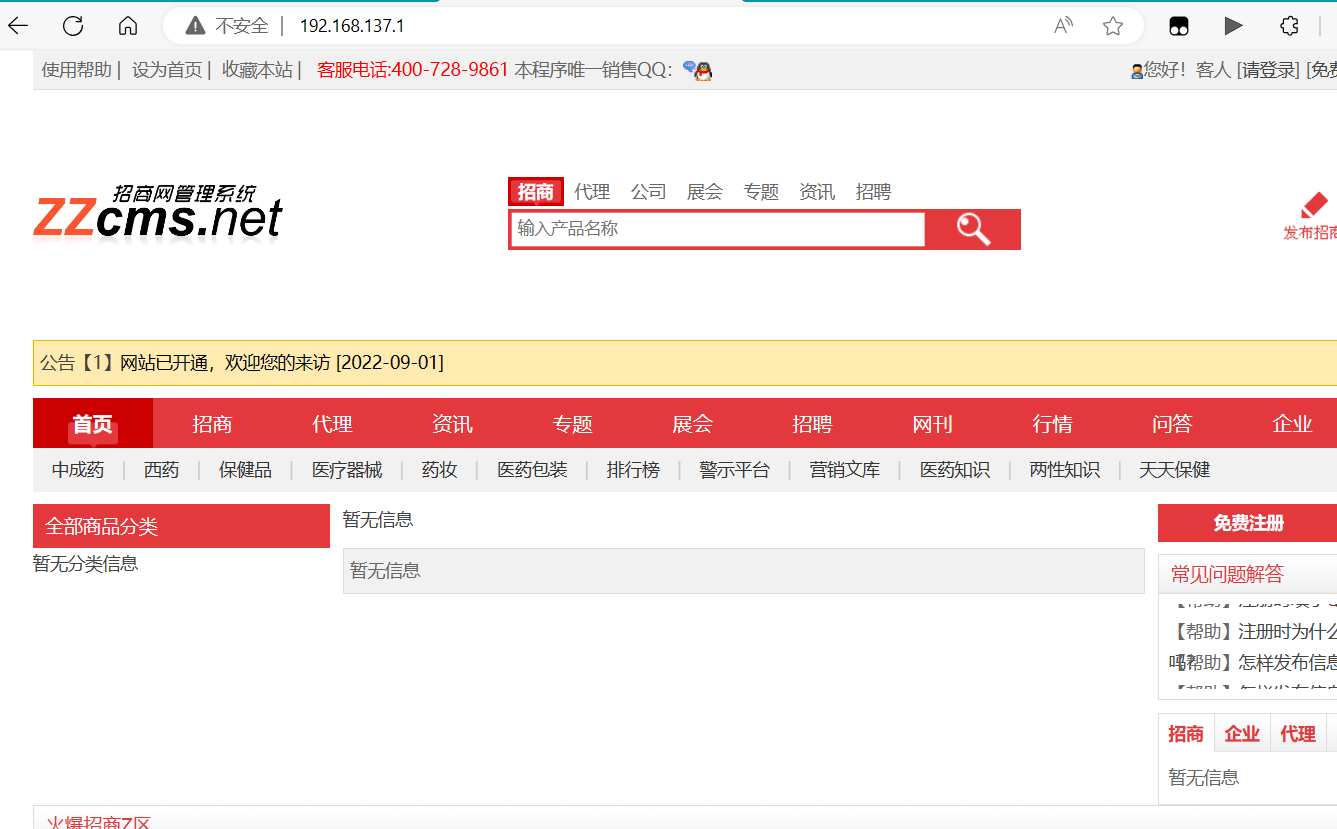 不安全 | 192.168.137.1
使用帮助 | 设为首页 | 收藏本站 | 客服电话:400-728-9861 本程序唯一销售QQ： 您好！客人 [请登录] [免费
招商网管理系统
ZZcms.net
招商 代理 公司 展会 专题 资讯 招聘
输入产品名称
发布招商
公告【1】网站已开通，欢迎您的来访 [2022-09-01]
首页 招商 代理 资讯 专题 展会 招聘 网刊 行情 问答 企业
中成药 | 西药 | 保健品 | 医疗器械 | 药妆 | 医药包装 | 排行榜 | 警示平台 | 营销文库 | 医药知识 | 两性知识 | 天天保健
全部商品分类
暂无分类信息
暂无信息
暂无信息
免费注册
常见问题解答
【帮助】注册时为什么
吗?
【帮助】怎样发布信息
招商 企业 代理
暂无信息
火爆招商Z区